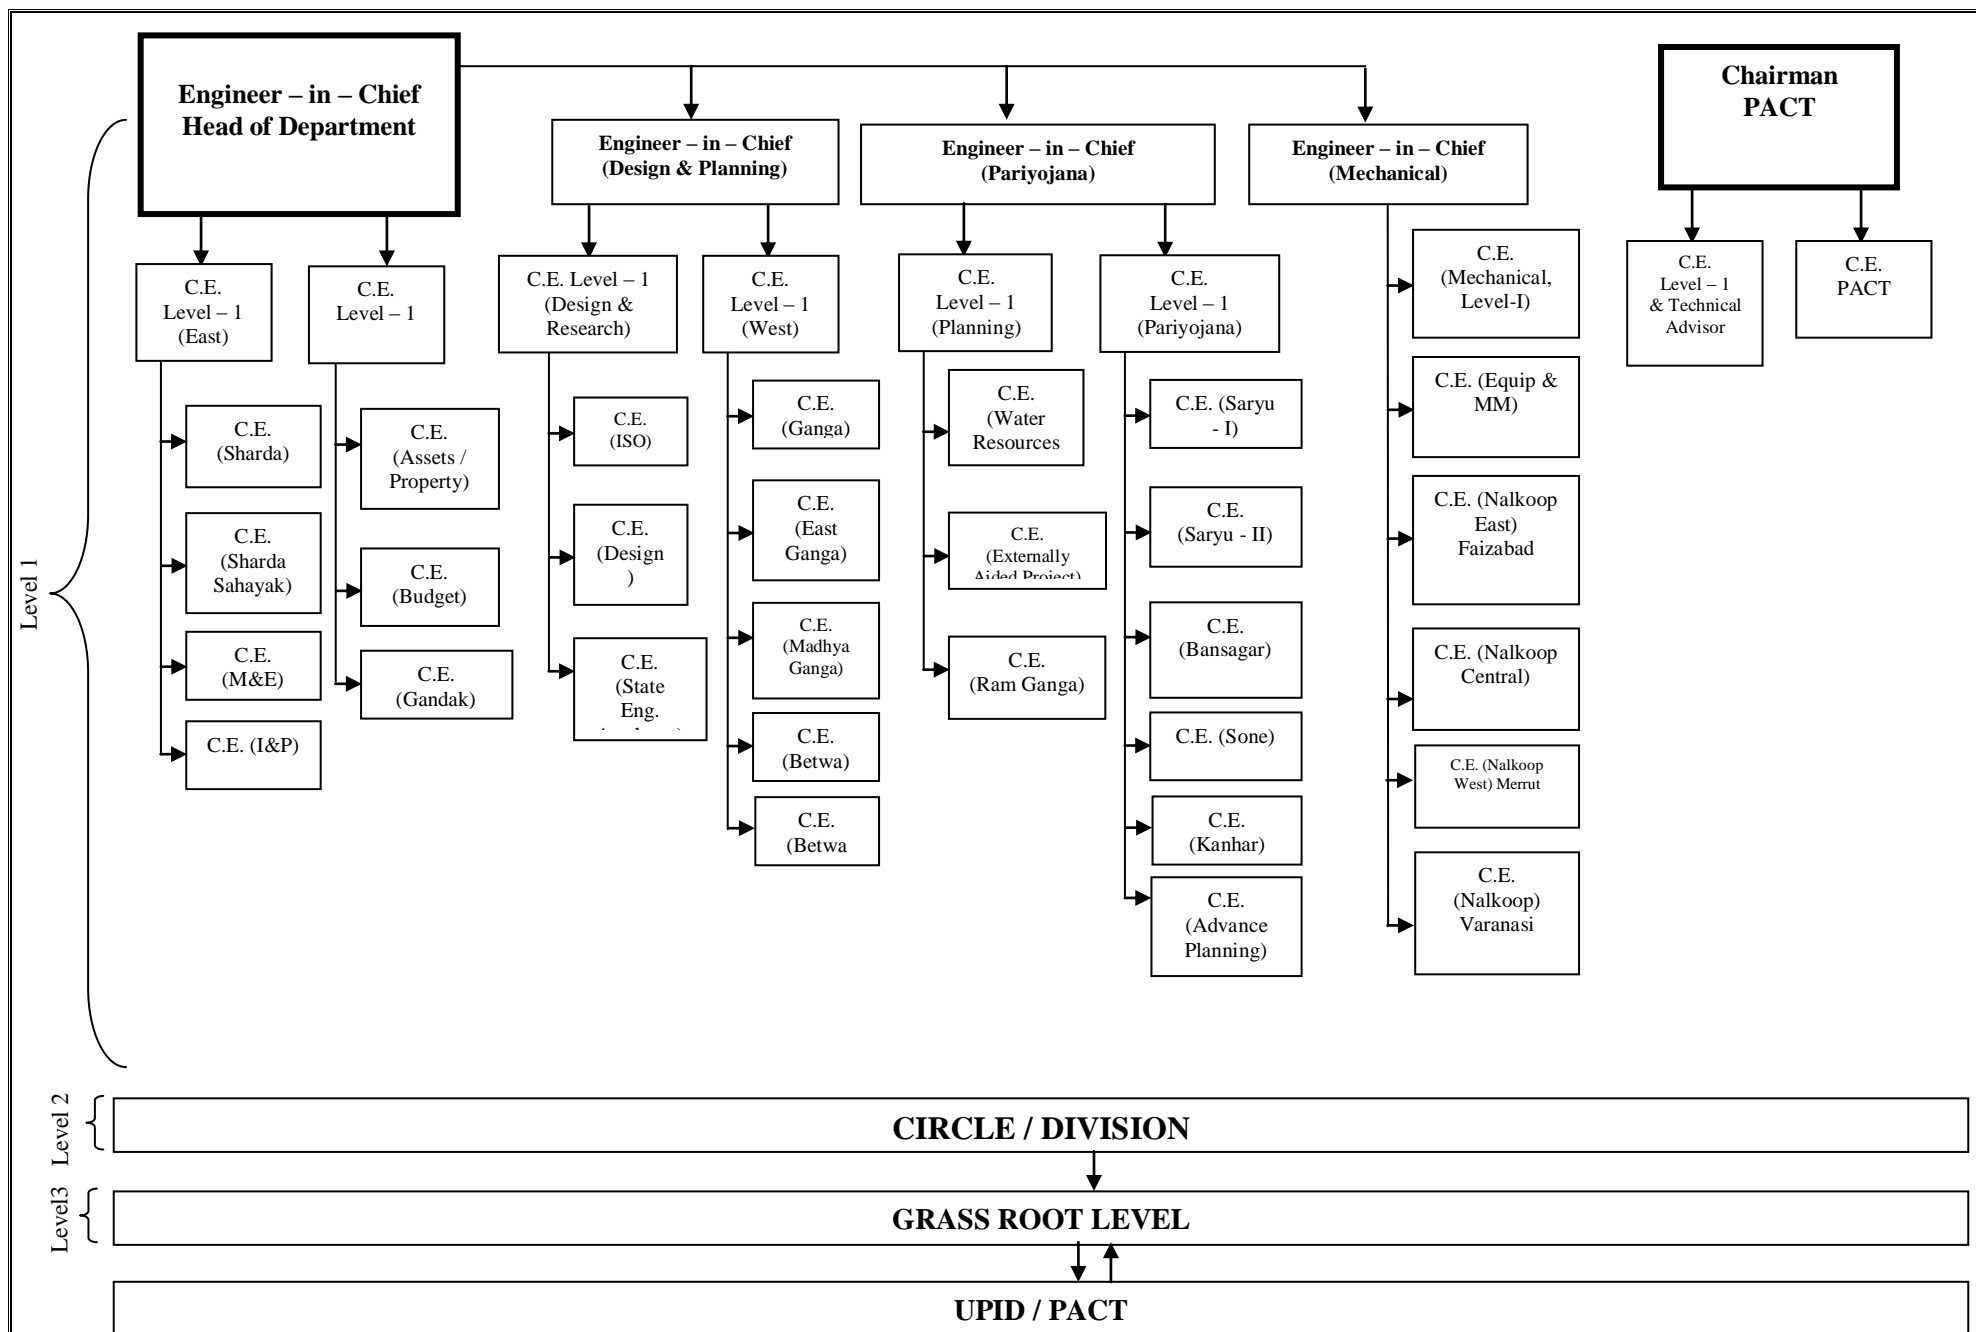 Engineer – in – Chief
Head of Department
Chairman
PACT
Engineer – in – Chief
(Design & Planning)
Engineer – in – Chief
(Pariyojana)
Engineer – in – Chief
(Mechanical)
C.E.
Level – 1
(East)
C.E.
Level – 1
C.E. Level – 1
(Design &
Research)
C.E.
Level – 1
(West)
C.E.
Level – 1
(Planning)
C.E.
Level – 1
(Pariyojana)
C.E.
(Mechanical,
Level-I)
C.E.
Level – 1
& Technical
Advisor
C.E.
PACT
C.E.
(Sharda)
C.E.
(Sharda
Sahayak)
C.E.
(M&E)
C.E. (I&P)
C.E.
(Assets /
Property)
C.E.
(Budget)
C.E.
(Gandak)
C.E.
(ISO)
C.E.
(Design
)
C.E.
(State
Eng.
C.E.
(Ganga)
C.E.
(East
Ganga)
C.E.
(Madhya
Ganga)
C.E.
(Betwa)
C.E.
(Betwa
C.E.
(Water
Resources
C.E.
(Externally
Aided Project)
C.E.
(Ram Ganga)
C.E. (Saryu
- I)
C.E.
(Saryu - II)
C.E.
(Bansagar)
C.E. (Sone)
C.E.
(Kanhar)
C.E.
(Advance
Planning)
C.E. (Equip &
MM)
C.E. (Nalkoop
East)
Faizabad
C.E. (Nalkoop
Central)
C.E. (Nalkoop
West) Merrut
C.E.
(Nalkoop)
Varanasi
Level 1
Level 2
CIRCLE / DIVISION
Level3
GRASS ROOT LEVEL
UPID / PACT